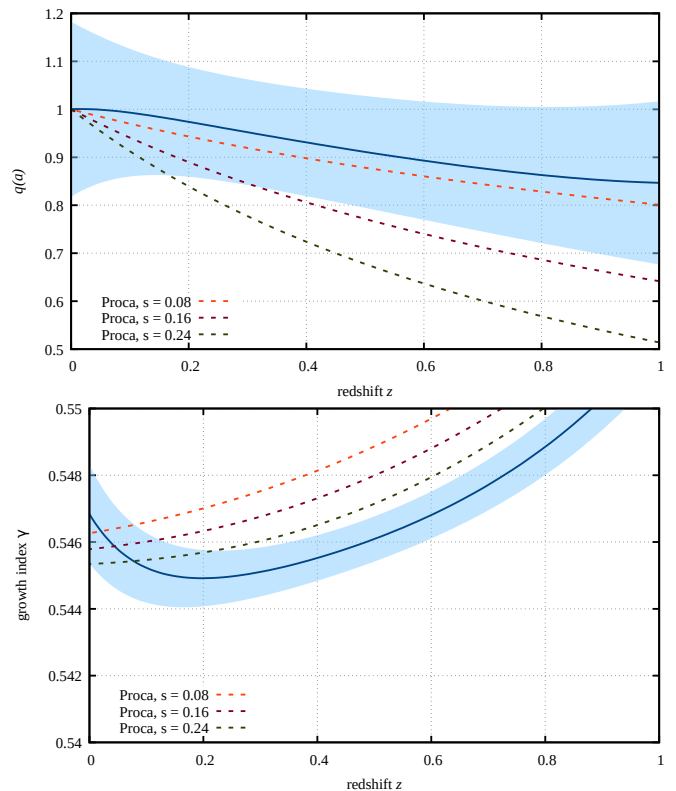 1.2
1.1
1
0.9
0.8
0.7
0.6
0.5
q(a)
Proca, s = 0.08
Proca, s = 0.16
Proca, s = 0.24
0 0.2 0.4 0.6 0.8 1
redshift z
0.55
0.548
0.546
0.544
0.542
0.54
growth index γ
Proca, s = 0.08
Proca, s = 0.16
Proca, s = 0.24
0 0.2 0.4 0.6 0.8 1
redshift z